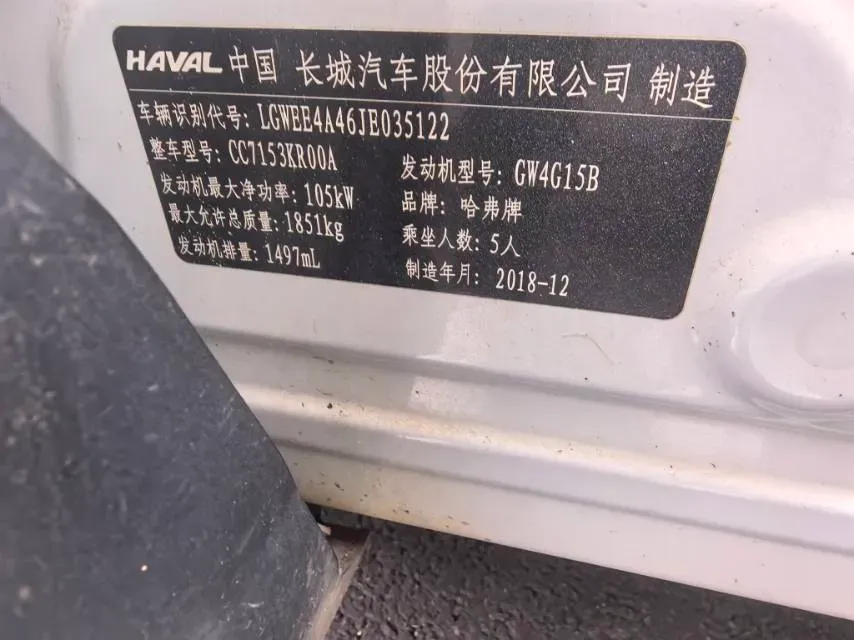 HAVAL 中国 长城汽车股份有限公司 制造
车辆识别代号: LGWEE4A46JE035122
整车型号: CC7153KR00A 发动机型号: GW4G15B
发动机最大净功率: 105kW 品牌: 哈弗牌
最大允许总质量: 1851kg 乘坐人数: 5人
发动机排量: 1497mL 制造年月: 2018-12